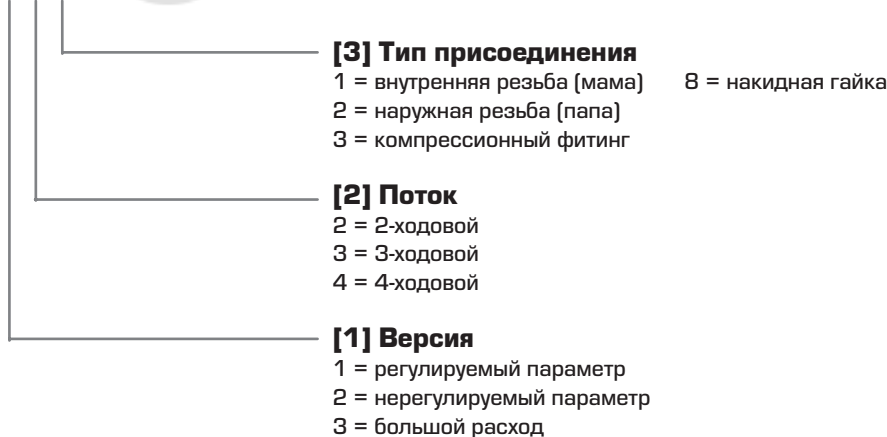 [3] Тип присоединения
1 = внутренняя резьба (мама) 8 = накидная гайка
2 = наружная резьба (папа)
3 = компрессионный фитинг
[2] Поток
2 = 2-ходовой
3 = 3-ходовой
4 = 4-ходовой
[1] Версия
1 = регулируемый параметр
2 = нерегулируемый параметр
3 = большой расход